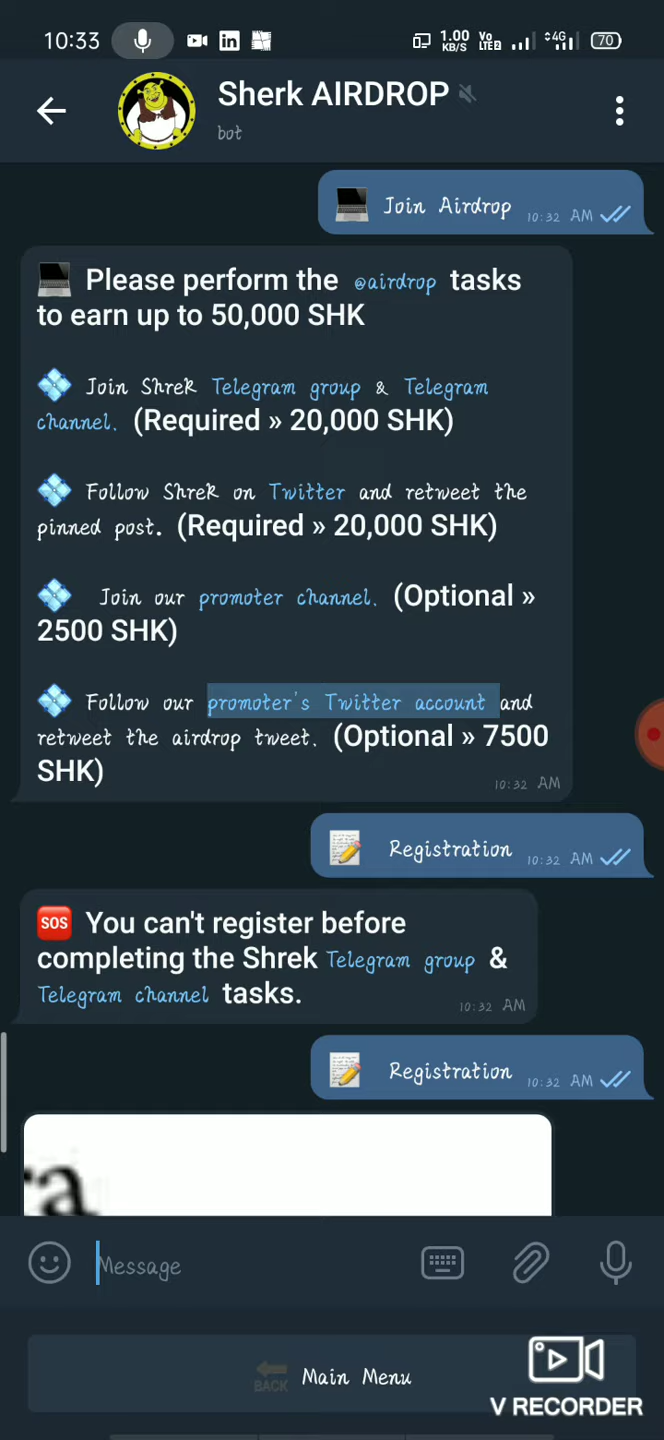 10:33
1.00
KB/S
Vo
LTE2
4G
70
Sherk AIRDROP
bot
Join Airdrop 10:32 AM
Please perform the @airdrop tasks
to earn up to 50,000 SHK
Join Shrek Telegram group & Telegram
channel. (Required » 20,000 SHK)
Follow Shrek on Twitter and retweet the
pinned post. (Required » 20,000 SHK)
Join our promoter channel. (Optional »
2500 SHK)
Follow our promoter's Twitter account and
retweet the airdrop tweet. (Optional » 7500
SHK)
10:32 AM
Registration 10:32 AM
SOS You can't register before
completing the Shrek Telegram group &
Telegram channel tasks.
10:32 AM
Registration 10:32 AM
ra
Message
BACK Main Menu
V RECORDER